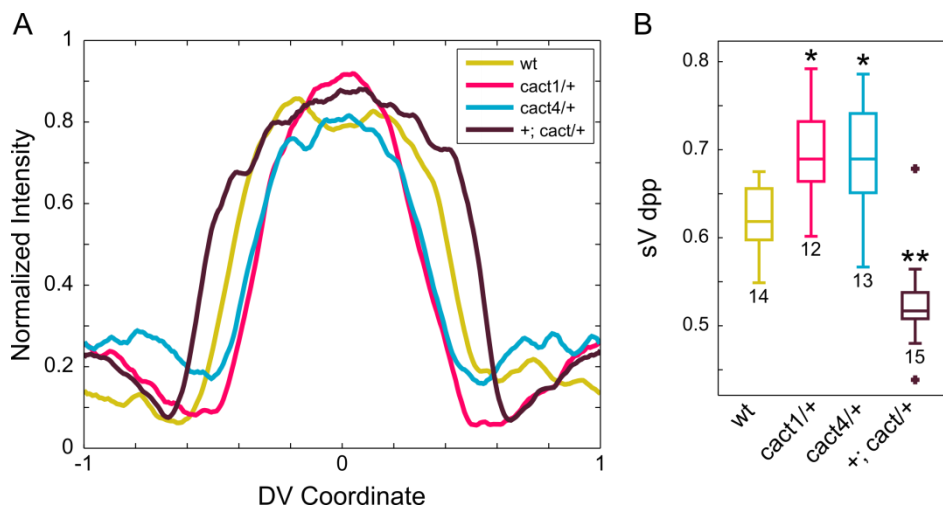 A
Normalized Intensity
1
0.8
0.6
0.4
0.2
0
-1
0
1
DV Coordinate
wt
cact1/+
cact4/+
+; cact/+
B
sV dpp
0.8
0.7
0.6
0.5
*
*
**
14
12
13
15
wt
cact1/+
cact4/+
+; cact/+